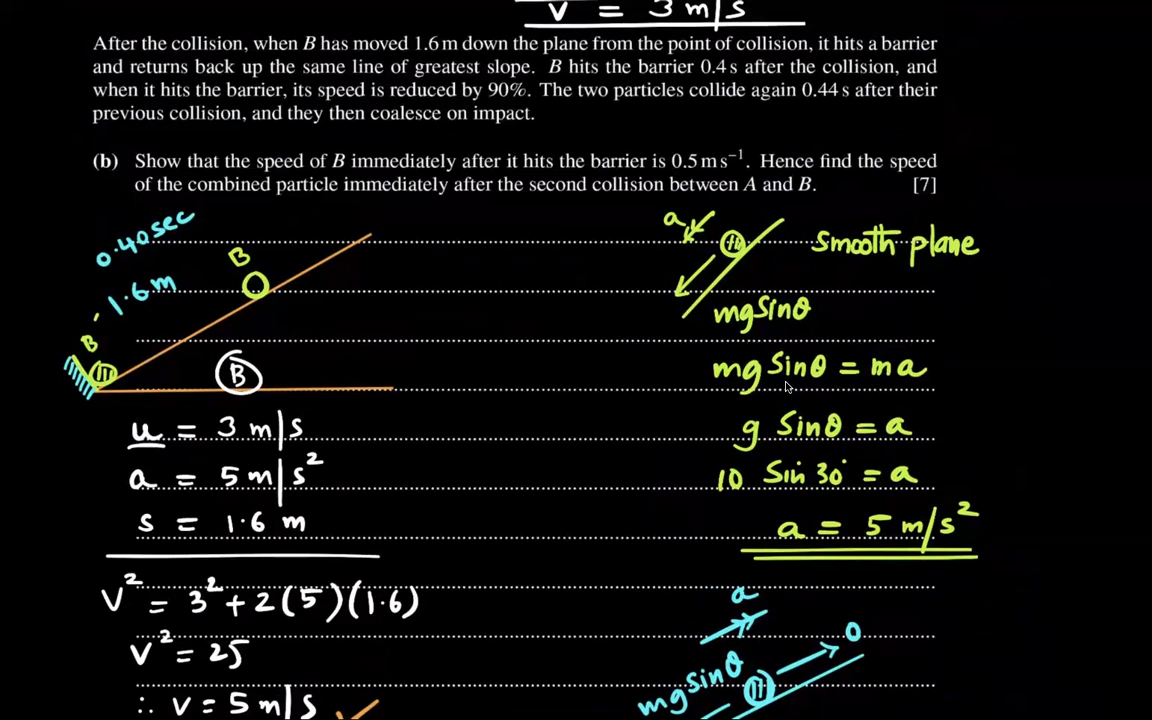 v = 3 m/s
After the collision, when B has moved 1.6 m down the plane from the point of collision, it hits a barrier
and returns back up the same line of greatest slope. B hits the barrier 0.4 s after the collision, and
when it hits the barrier, its speed is reduced by 90%. The two particles collide again 0.44 s after their
previous collision, and they then coalesce on impact.
(b) Show that the speed of B immediately after it hits the barrier is 0.5 m s⁻¹. Hence find the speed
of the combined particle immediately after the second collision between A and B. [7]
0.40sec
1.6m
B
B
B
a
smooth plane
mg sinθ
mg sinθ = ma
g sinθ = a
10 sin 30° = a
a = 5 m/s²
u = 3 m/s
a = 5 m/s²
s = 1.6 m
v² = 3² + 2(5)(1.6)
v² = 25
∴ v = 5 m/s
a
0
mg sinθ